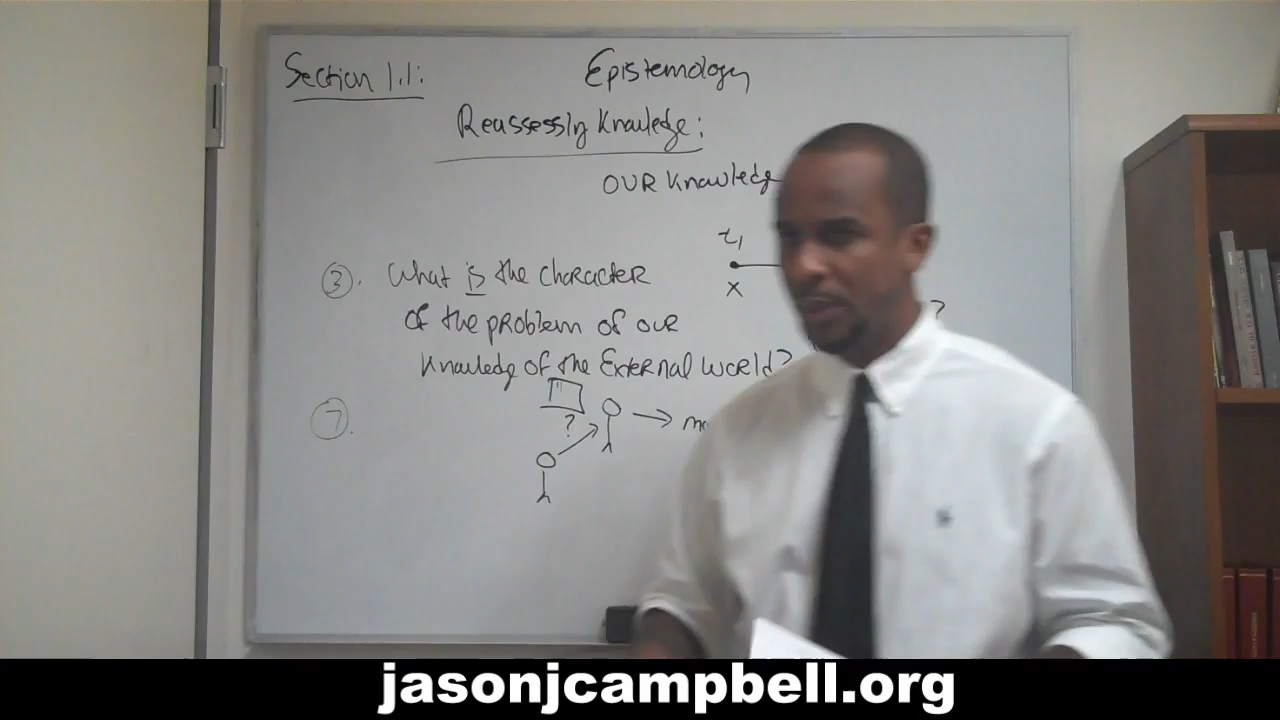 Section 1.1:
Epistemology
Reassessing Knowledge:
OUR Knowledge
t1
x
?
③. What is the character
of the problem of our
Knowledge of the External World?
⑦.
?
jasonjcampbell.org